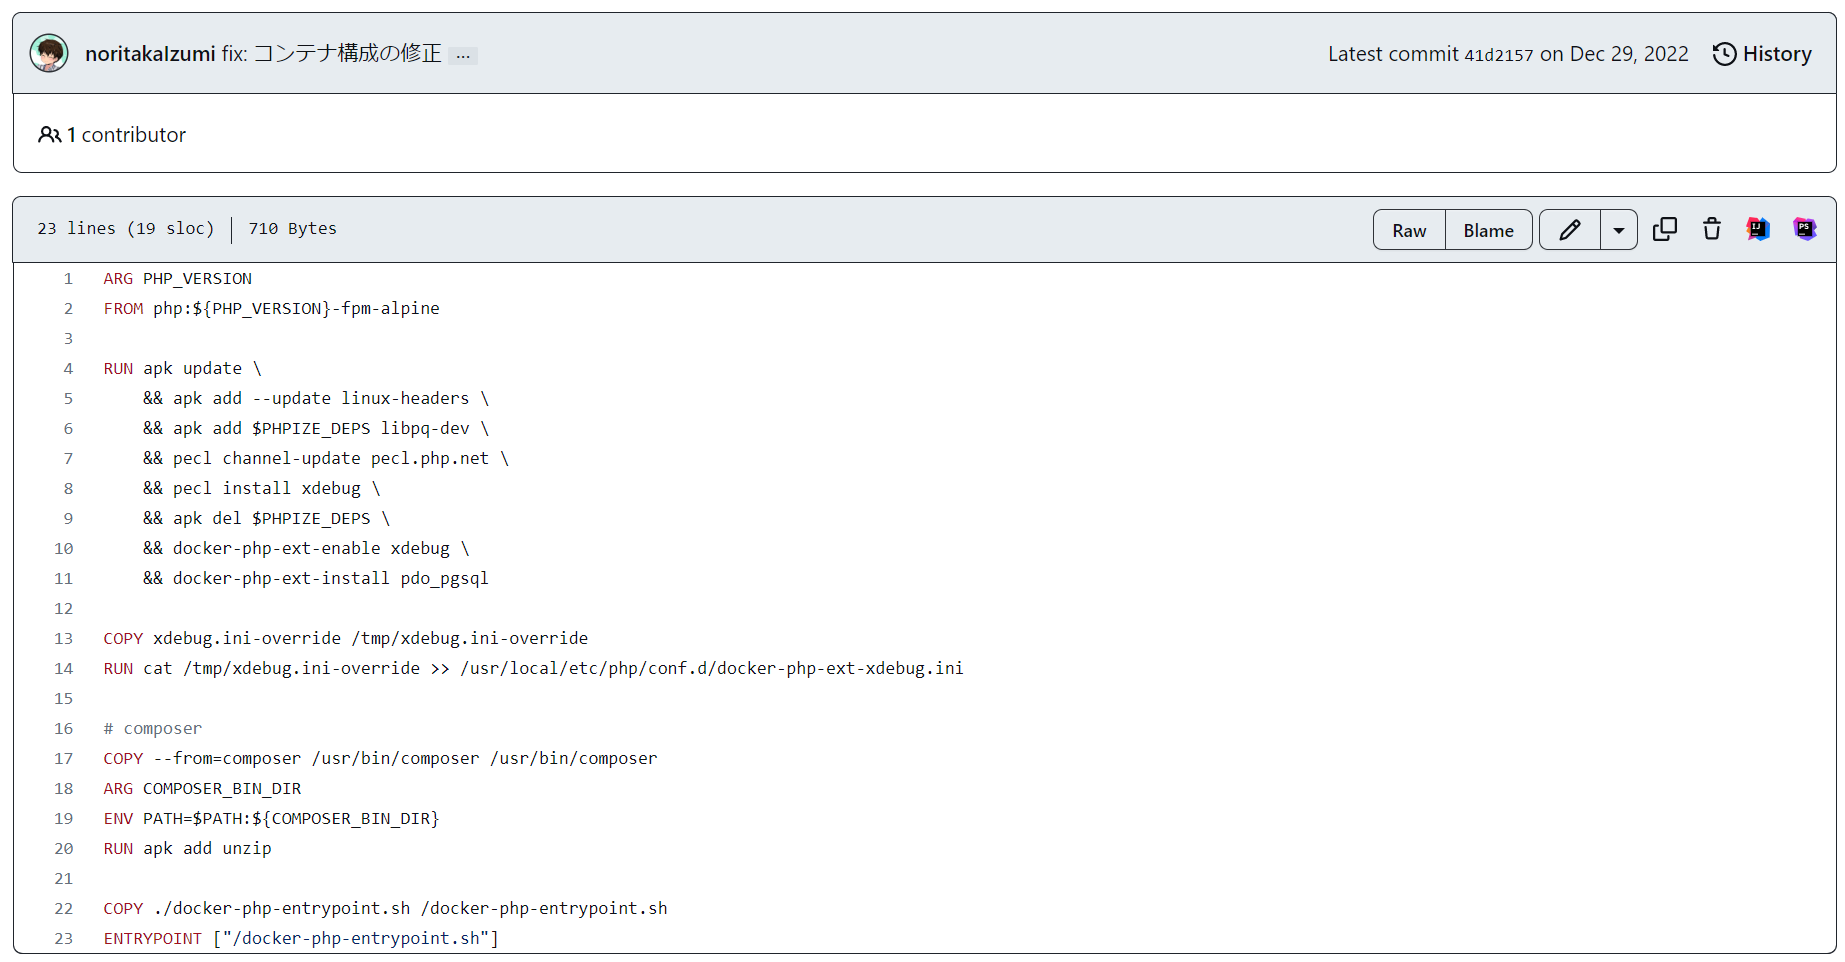 noritakaIzumi fix: コンテナ構成の修正 … Latest commit 41d2157 on Dec 29, 2022 History
1 contributor
23 lines (19 sloc) 710 Bytes Raw Blame IJ PS
1 ARG PHP_VERSION
2 FROM php:${PHP_VERSION}-fpm-alpine
3
4 RUN apk update \
5     && apk add --update linux-headers \
6     && apk add $PHPIZE_DEPS libpq-dev \
7     && pecl channel-update pecl.php.net \
8     && pecl install xdebug \
9     && apk del $PHPIZE_DEPS \
10     && docker-php-ext-enable xdebug \
11     && docker-php-ext-install pdo_pgsql
12
13 COPY xdebug.ini-override /tmp/xdebug.ini-override
14 RUN cat /tmp/xdebug.ini-override >> /usr/local/etc/php/conf.d/docker-php-ext-xdebug.ini
15
16 # composer
17 COPY --from=composer /usr/bin/composer /usr/bin/composer
18 ARG COMPOSER_BIN_DIR
19 ENV PATH=$PATH:${COMPOSER_BIN_DIR}
20 RUN apk add unzip
21
22 COPY ./docker-php-entrypoint.sh /docker-php-entrypoint.sh
23 ENTRYPOINT ["/docker-php-entrypoint.sh"]